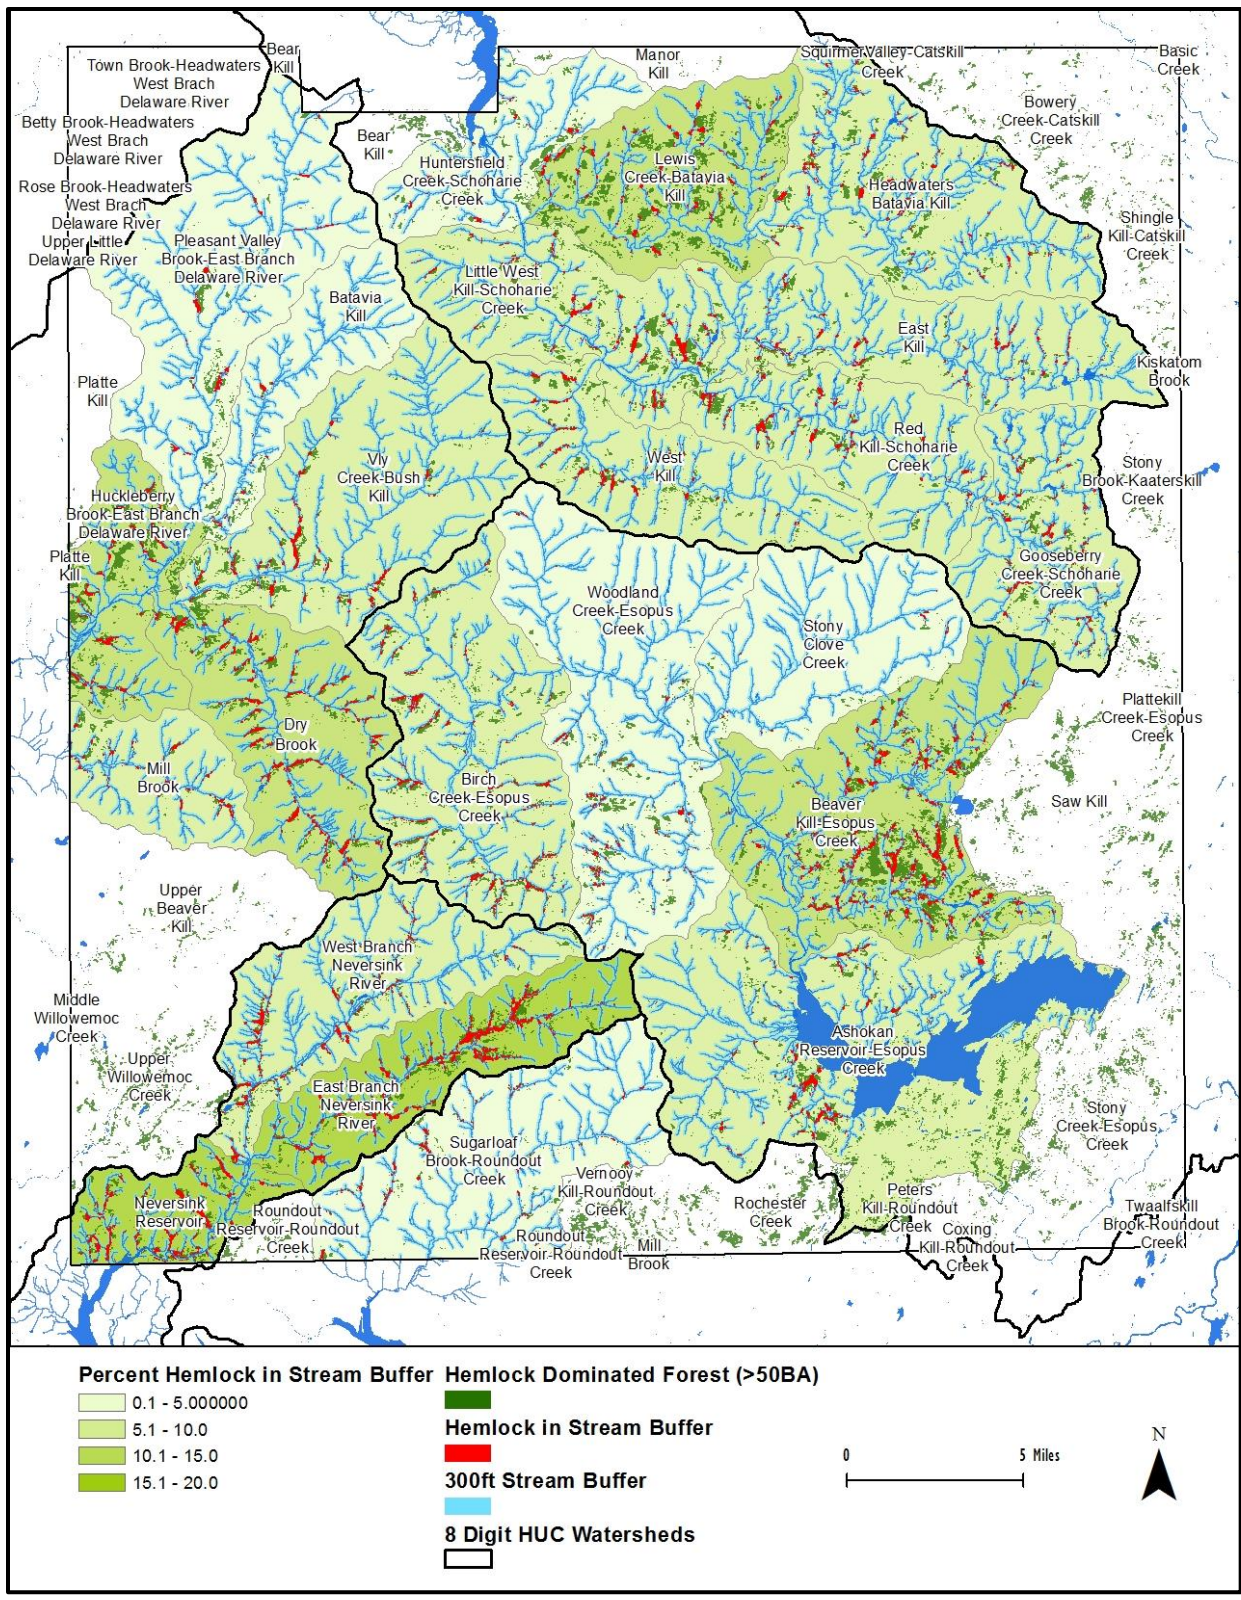 Bear
Kill
Manor
Kill
Squirmer Valley-Catskill
Creek
Basic
Creek
Town Brook-Headwaters
West Brach
Delaware River
Bowery
Creek-Catskill
Creek
Betty Brook-Headwaters
West Brach
Delaware River
Bear
Kill
Huntersfield
Creek-Schoharie
Creek
Lewis
Creek-Batavia
Kill
Headwaters
Batavia Kill
Rose Brook-Headwaters
West Brach
Delaware River
Shingle
Kill-Catskill
Creek
Upper Little
Delaware River
Pleasant Valley
Brook-East Branch
Delaware River
Batavia
Kill
Little West
Kill-Schoharie
Creek
East
Kill
Kiskatom
Brook
Platte
Kill
Red
Kill-Schoharie
Creek
Vly
Creek-Bush
Kill
West
Kill
Stony
Brook-Kaaterskill
Creek
Huckleberry
Brook-East Branch
Delaware River
Platte
Kill
Gooseberry
Creek-Schoharie
Creek
Woodland
Creek-Esopus
Creek
Stony
Clove
Creek
Plattekill
Creek-Esopus
Creek
Dry
Brook
Mill
Brook
Birch
Creek-Esopus
Creek
Beaver
Kill-Esopus
Creek
Saw Kill
Upper
Beaver
Kill
West Branch
Neversink
River
Middle
Willowemoc
Creek
Ashokan
Reservoir-Esopus
Creek
Upper
Willowemoc
Creek
East Branch
Neversink
River
Stony
Creek-Esopus
Creek
Sugarloaf
Brook-Roundout
Creek
Vernooy
Kill-Roundout
Creek
Neversink
Reservoir
Roundout
Reservoir-Roundout
Creek
Rochester
Creek
Peters
Kill-Roundout
Creek
Twaalfskill
Brook-Roundout
Creek
Roundout
Reservoir-Roundout
Creek
Mill
Brook
Coxing
Kill-Roundout
Creek
Percent Hemlock in Stream Buffer
0.1 - 5.000000
5.1 - 10.0
10.1 - 15.0
15.1 - 20.0
Hemlock Dominated Forest (>50BA)
Hemlock in Stream Buffer
300ft Stream Buffer
8 Digit HUC Watersheds
0 5 Miles
N